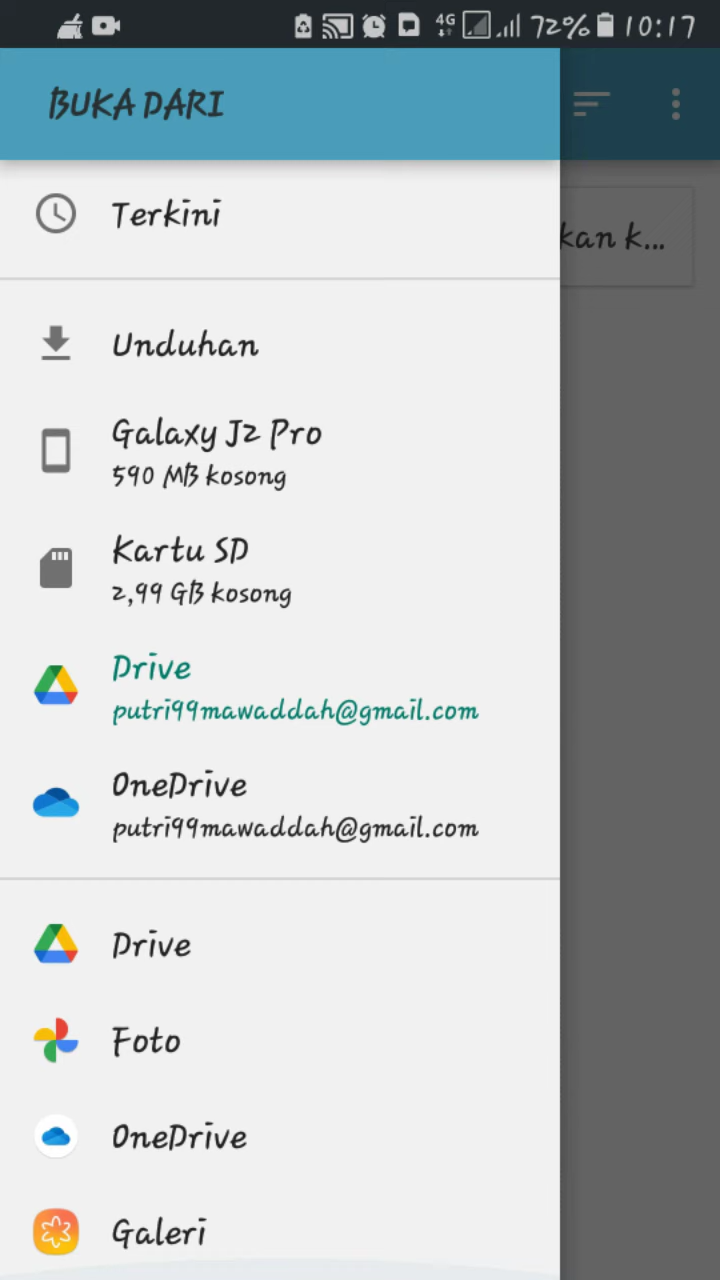 4G 72% 10:17
BUKA DARI
Terkini
kan k...
Unduhan
Galaxy J2 Pro
590 MB kosong
Kartu SD
2,99 GB kosong
Drive
putri99mawaddah@gmail.com
OneDrive
putri99mawaddah@gmail.com
Drive
Foto
OneDrive
Galeri